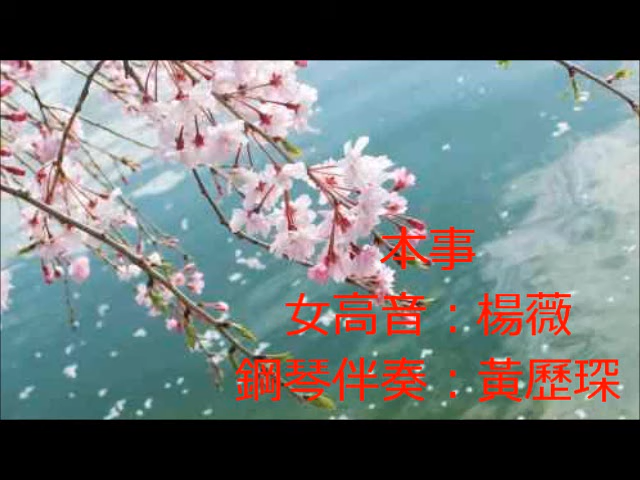 本事
女高音：楊薇
鋼琴伴奏：黃歷琛